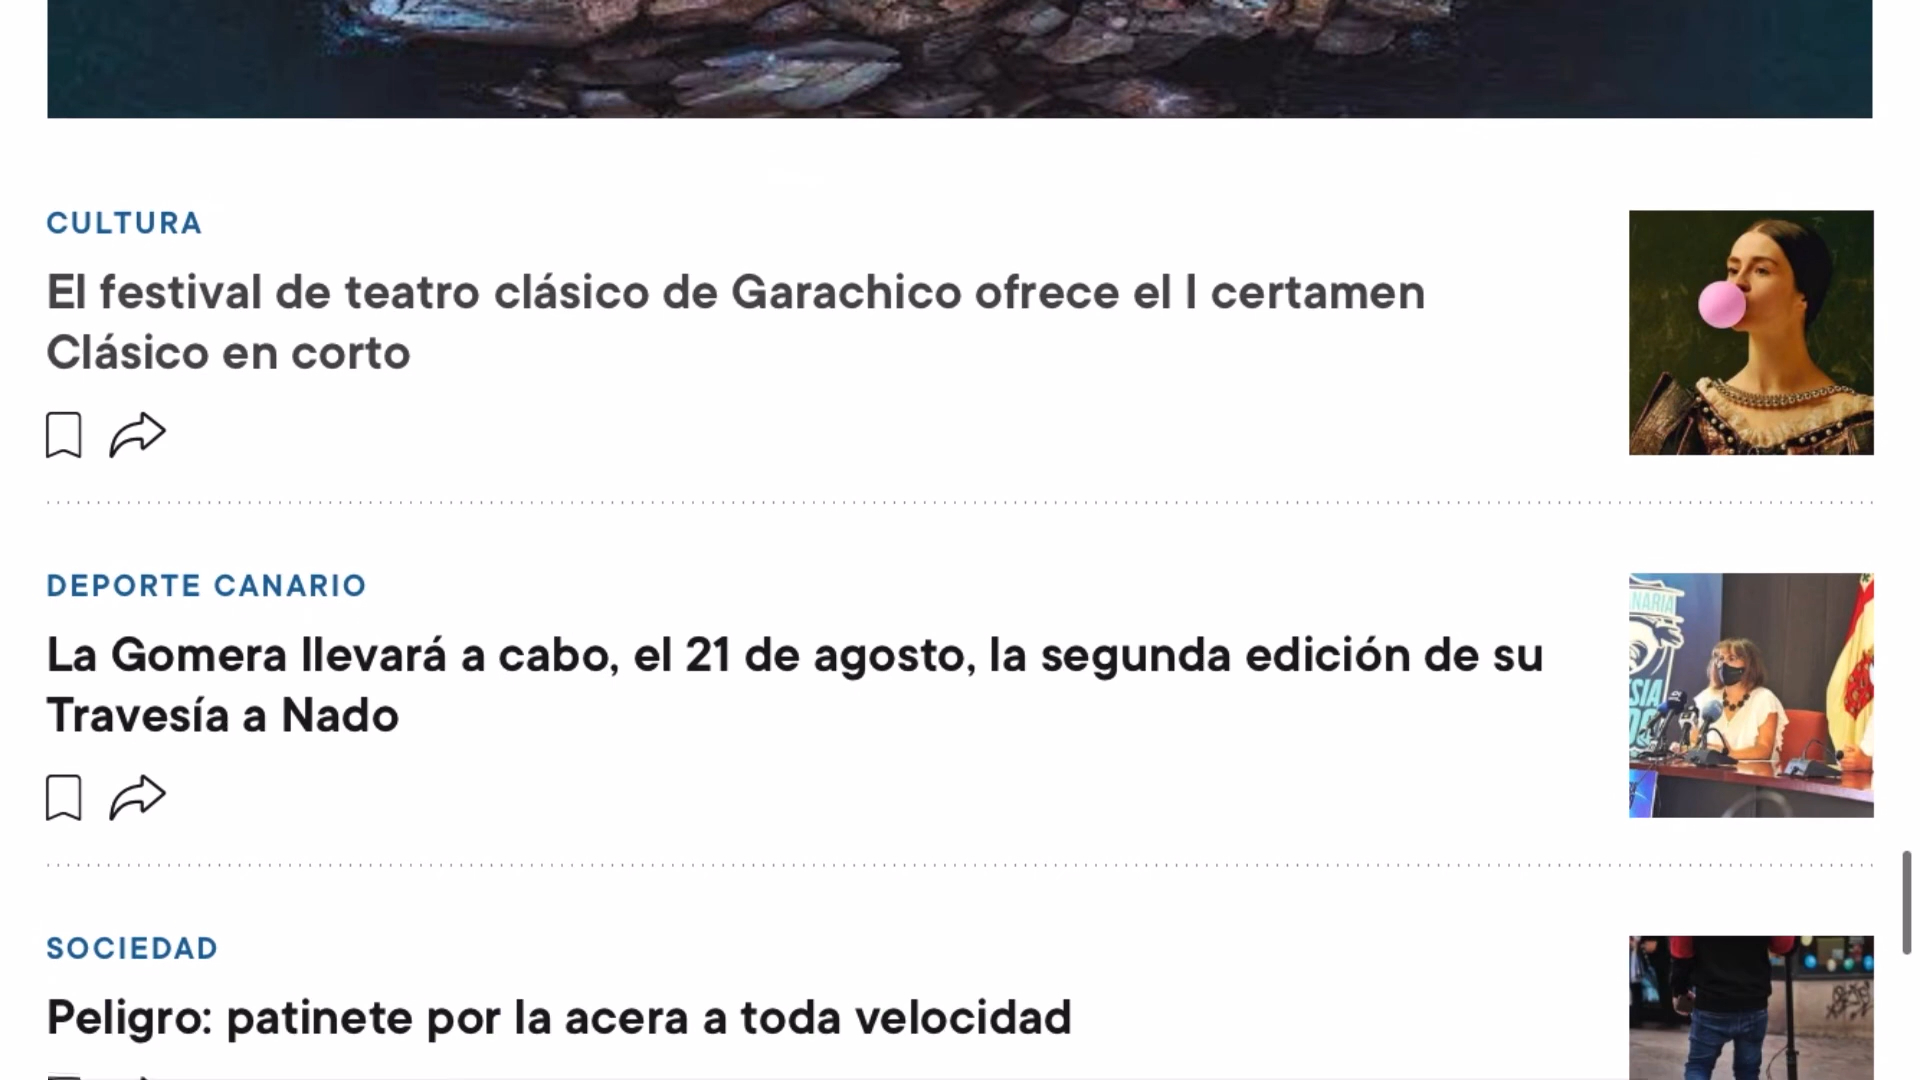 CULTURA
El festival de teatro clásico de Garachico ofrece el I certamen
Clásico en corto
DEPORTE CANARIO
La Gomera llevará a cabo, el 21 de agosto, la segunda edición de su
Travesía a Nado
NARIA
SIA
SOCIEDAD
Peligro: patinete por la acera a toda velocidad